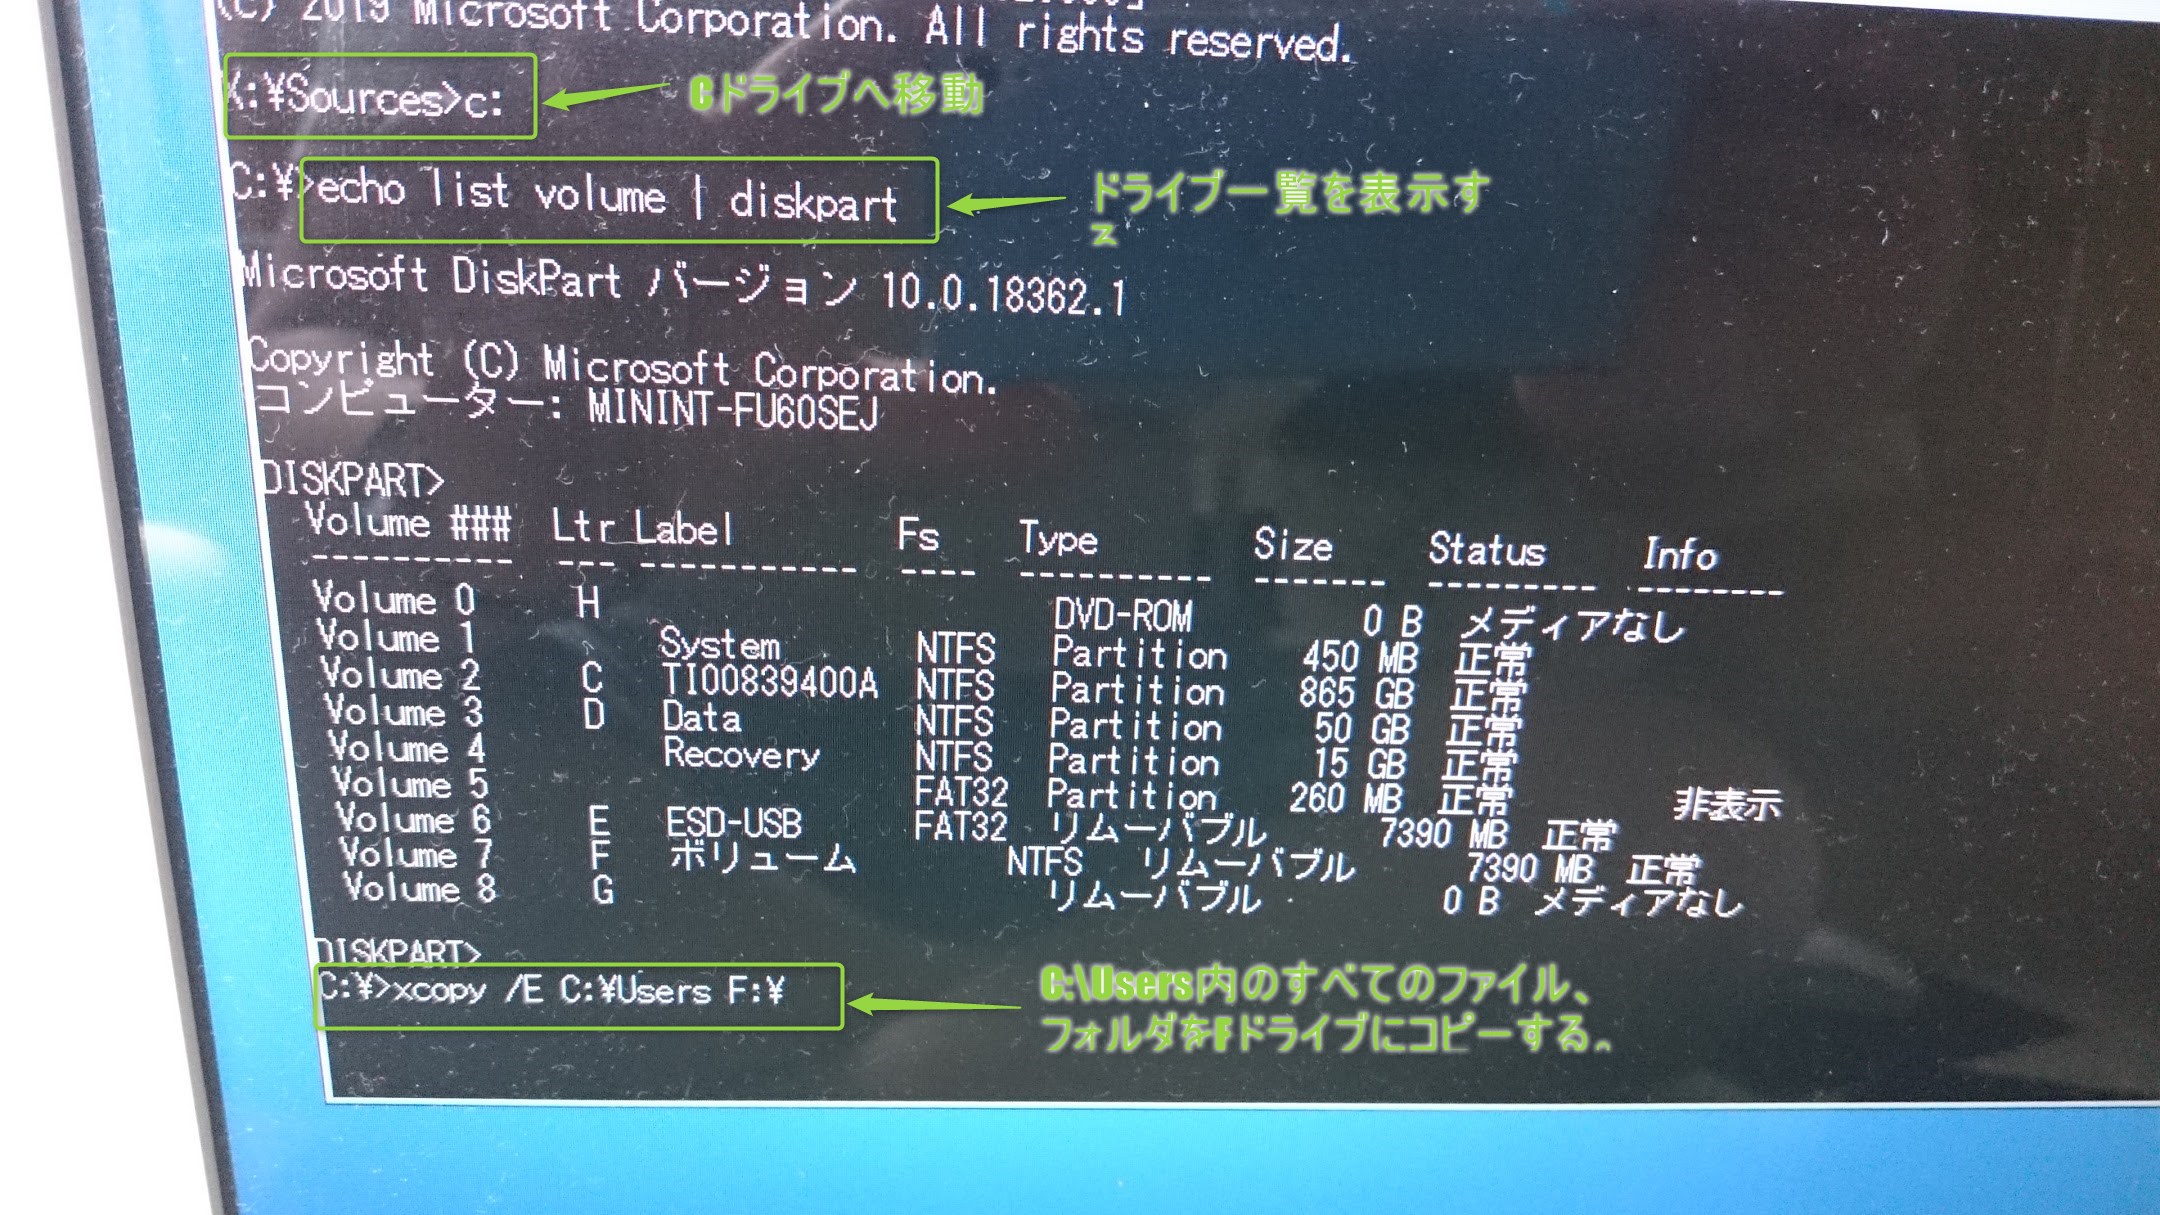 (C) 2019 Microsoft Corporation. All rights reserved.
X:¥Sources>c:
Cドライブへ移動
C:¥>echo list volume | diskpart
ドライブ一覧を表示す
Microsoft DiskPart バージョン 10.0.18362.1
Copyright (C) Microsoft Corporation.
コンピューター: MININT-FU60SEJ
DISKPART>
Volume ### Ltr Label Fs Type Size Status Info
---------- --- ----------- ---- ---------- ------- --------- --------
Volume 0 H DVD-ROM 0 B メディアなし
Volume 1 System NTFS Partition 450 MB 正常
Volume 2 C TI00839400A NTFS Partition 865 GB 正常
Volume 3 D Data NTFS Partition 50 GB 正常
Volume 4 Recovery NTFS Partition 15 GB 正常
Volume 5 FAT32 Partition 260 MB 正常 非表示
Volume 6 E ESD-USB FAT32 リムーバブル 7390 MB 正常
Volume 7 F ボリューム NTFS リムーバブル 7390 MB 正常
Volume 8 G リムーバブル 0 B メディアなし
DISKPART>
C:¥>xcopy /E C:¥Users F:¥
C:\Users内のすべてのファイル、
フォルダをFドライブにコピーする。